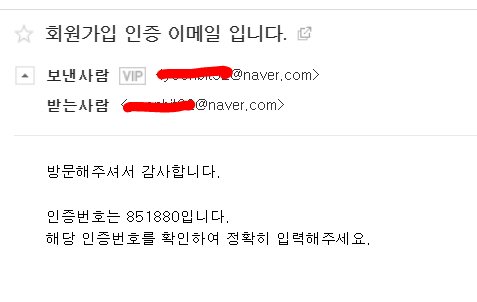 회원가입 인증 이메일 입니다.
보낸사람 VIP @naver.com>
받는사람 @naver.com>
방문해주셔서 감사합니다.
인증번호는 851880입니다.
해당 인증번호를 확인하여 정확히 입력해주세요.